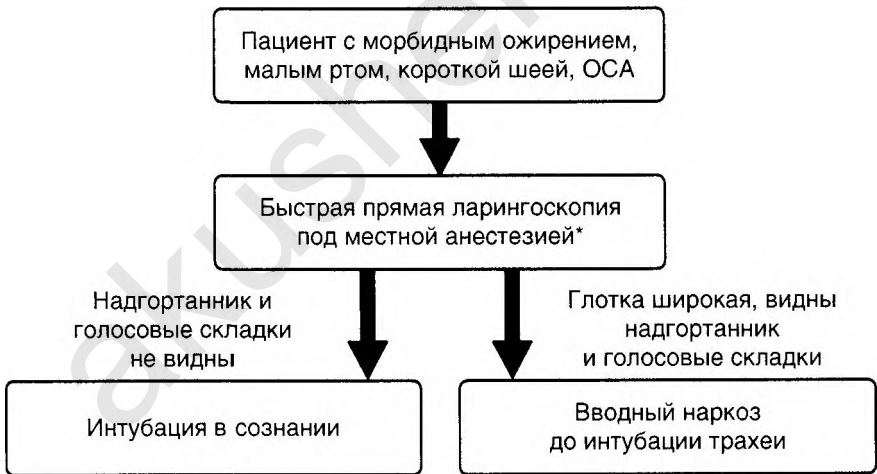 Пациент с морбидным ожирением,
малым ртом, короткой шеей, ОСА
Быстрая прямая ларингоскопия
под местной анестезией*
Надгортанник и
голосовые складки
не видны
Глотка широкая, видны
надгортанник
и голосовые складки
Интубация в сознании
Вводный наркоз
до интубации трахеи
akusher